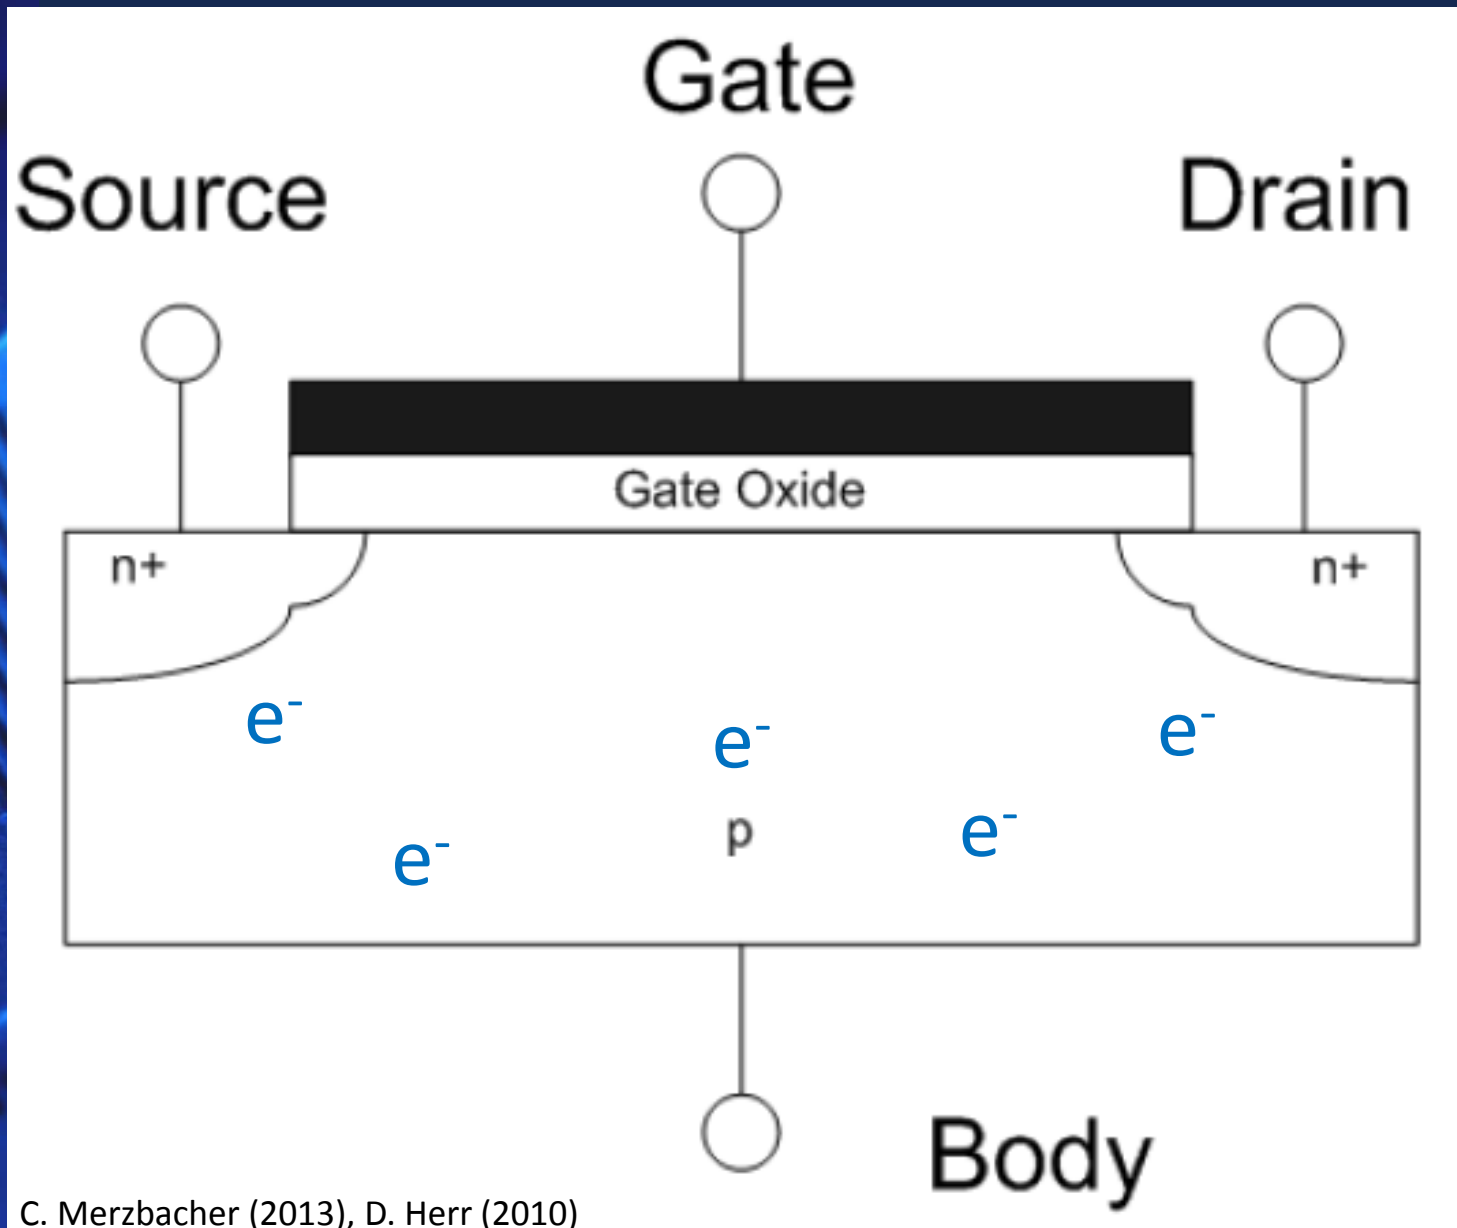 Gate
Source
Drain
Gate Oxide
n+
n+
e-
e-
e-
p
e-
e-
Body
C. Merzbacher (2013), D. Herr (2010)